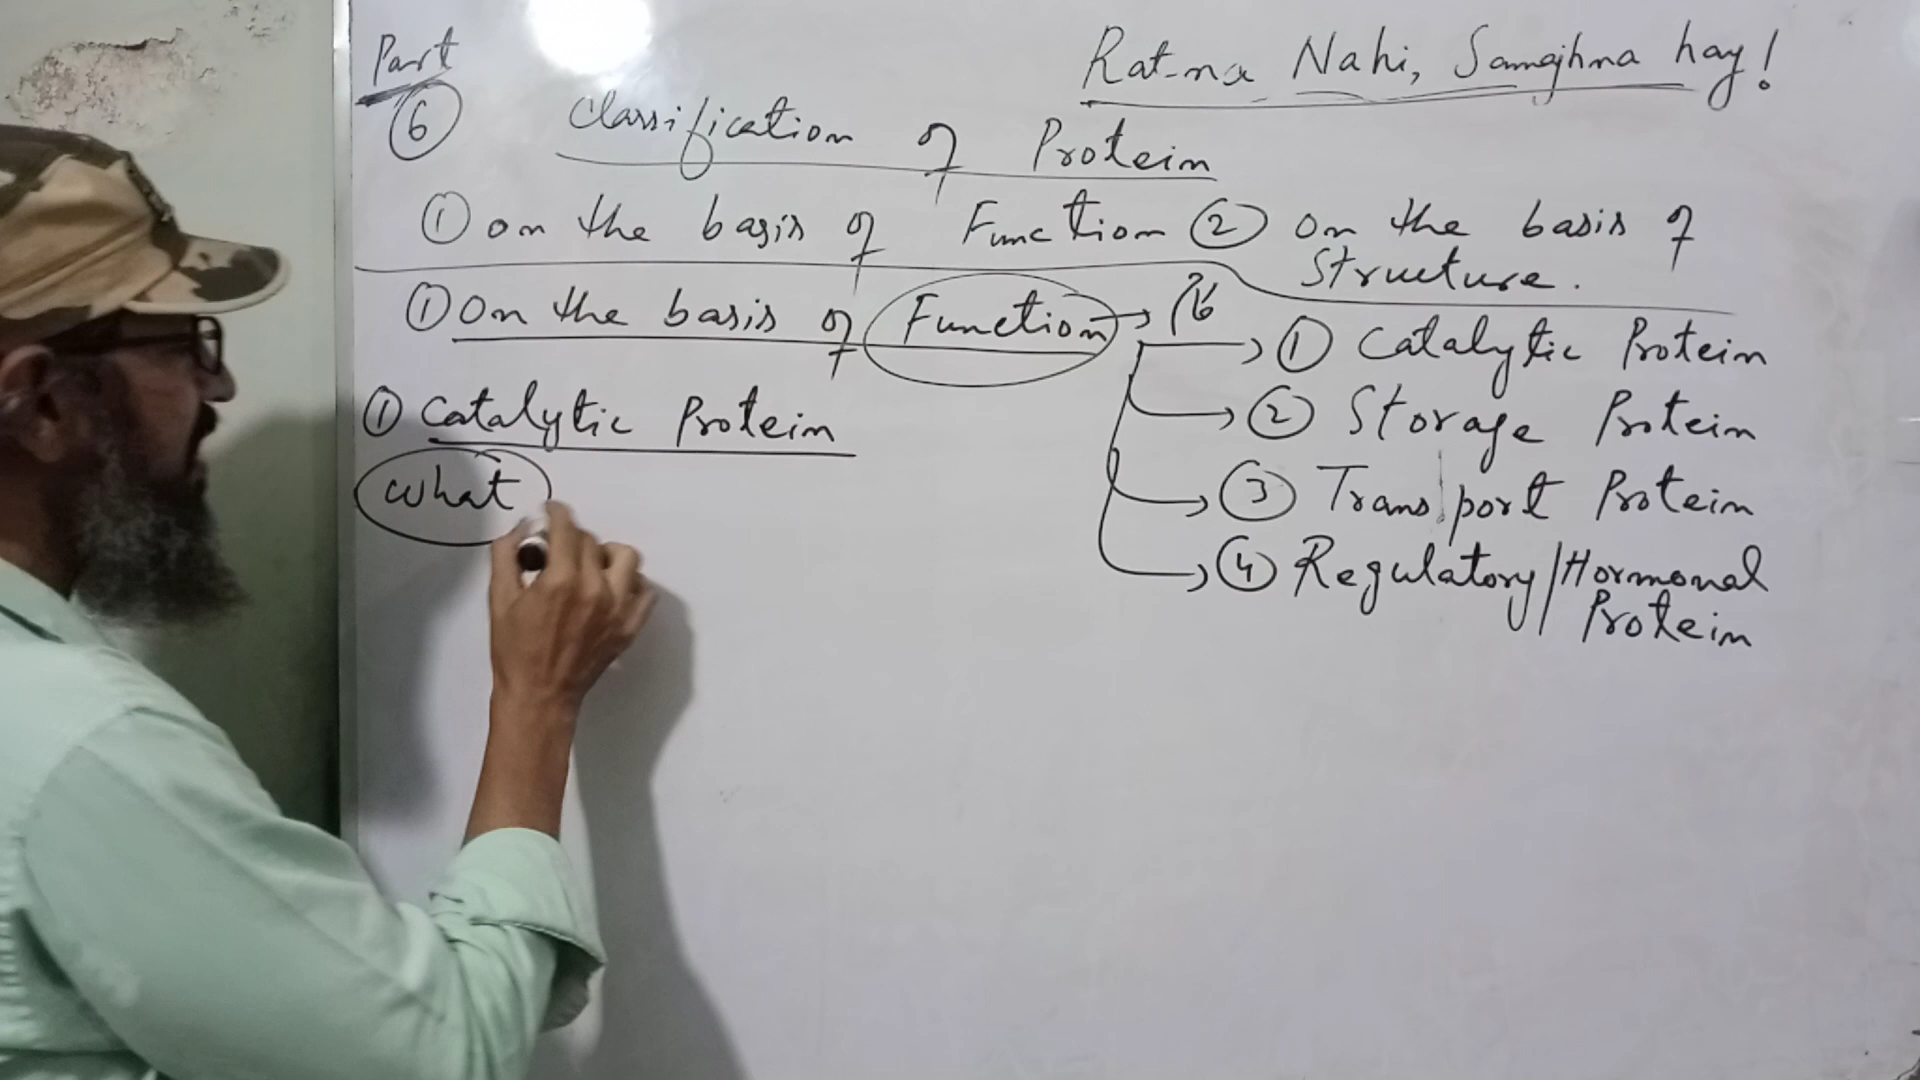 Part
6
Ratna Nahi, Samajhna hay!
Classification of Protein
① on the basis of Function ② on the basis of
Structure.
① On the basis of Function →
→ ① Catalytic Protein
→ ② Storage Protein
→ ③ Transport Protein
→ ④ Regulatory/Hormonal
Protein
① Catalytic Protein
What